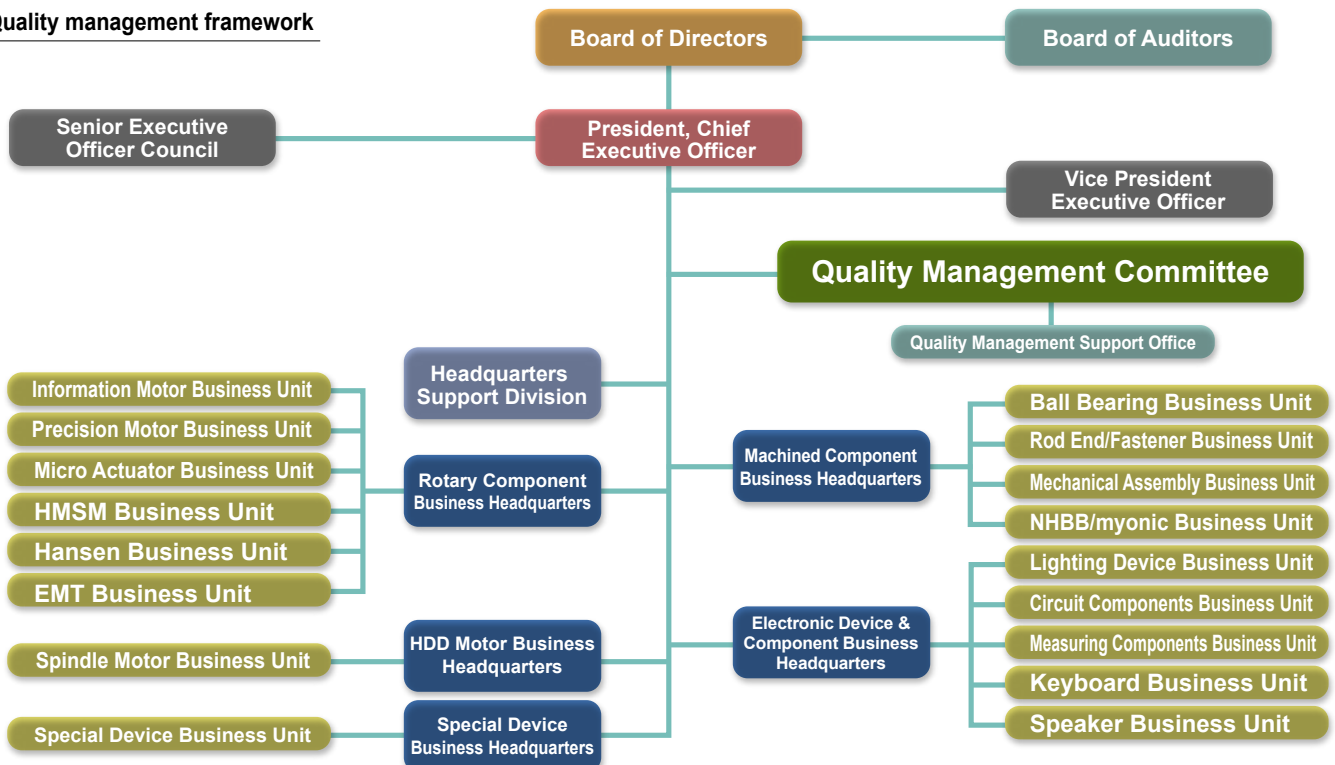 Quality management framework
Board of Directors
Board of Auditors
Senior Executive
Officer Council
President, Chief
Executive Officer
Vice President
Executive Officer
Quality Management Committee
Quality Management Support Office
Headquarters
Support Division
Information Motor Business Unit
Precision Motor Business Unit
Micro Actuator Business Unit
HMSM Business Unit
Hansen Business Unit
EMT Business Unit
Rotary Component
Business Headquarters
Machined Component
Business Headquarters
Ball Bearing Business Unit
Rod End/Fastener Business Unit
Mechanical Assembly Business Unit
NHBB/myonic Business Unit
Spindle Motor Business Unit
HDD Motor Business
Headquarters
Electronic Device &
Component Business
Headquarters
Lighting Device Business Unit
Circuit Components Business Unit
Measuring Components Business Unit
Keyboard Business Unit
Speaker Business Unit
Special Device Business Unit
Special Device
Business Headquarters